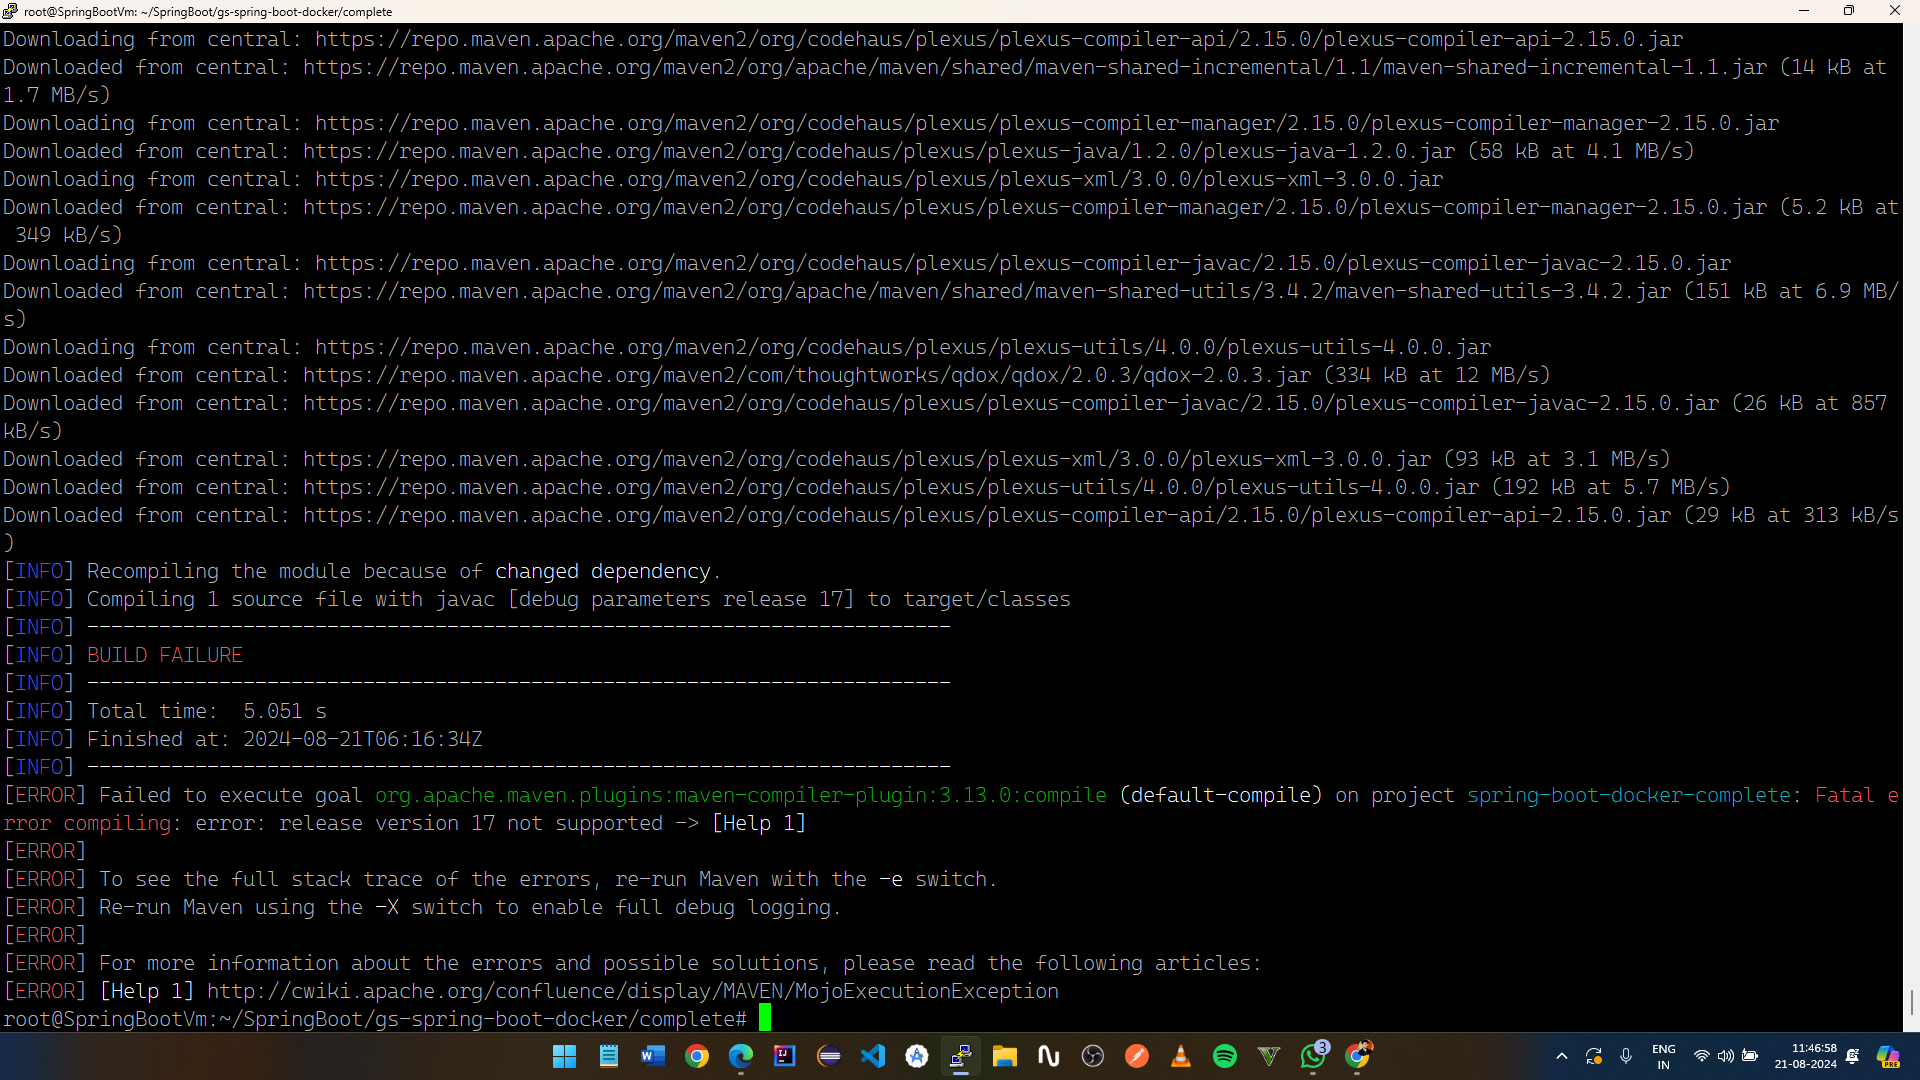 root@SpringBootVm: ~/SpringBoot/gs-spring-boot-docker/complete
Downloading from central: https://repo.maven.apache.org/maven2/org/codehaus/plexus/plexus-compiler-api/2.15.0/plexus-compiler-api-2.15.0.jar
Downloaded from central: https://repo.maven.apache.org/maven2/org/apache/maven/shared/maven-shared-incremental/1.1/maven-shared-incremental-1.1.jar (14 kB at
1.7 MB/s)
Downloading from central: https://repo.maven.apache.org/maven2/org/codehaus/plexus/plexus-compiler-manager/2.15.0/plexus-compiler-manager-2.15.0.jar
Downloaded from central: https://repo.maven.apache.org/maven2/org/codehaus/plexus/plexus-java/1.2.0/plexus-java-1.2.0.jar (58 kB at 4.1 MB/s)
Downloading from central: https://repo.maven.apache.org/maven2/org/codehaus/plexus/plexus-xml/3.0.0/plexus-xml-3.0.0.jar
Downloaded from central: https://repo.maven.apache.org/maven2/org/codehaus/plexus/plexus-compiler-manager/2.15.0/plexus-compiler-manager-2.15.0.jar (5.2 kB at
349 kB/s)
Downloading from central: https://repo.maven.apache.org/maven2/org/codehaus/plexus/plexus-compiler-javac/2.15.0/plexus-compiler-javac-2.15.0.jar
Downloaded from central: https://repo.maven.apache.org/maven2/org/apache/maven/shared/maven-shared-utils/3.4.2/maven-shared-utils-3.4.2.jar (151 kB at 6.9 MB/
s)
Downloading from central: https://repo.maven.apache.org/maven2/org/codehaus/plexus/plexus-utils/4.0.0/plexus-utils-4.0.0.jar
Downloaded from central: https://repo.maven.apache.org/maven2/com/thoughtworks/qdox/qdox/2.0.3/qdox-2.0.3.jar (334 kB at 12 MB/s)
Downloaded from central: https://repo.maven.apache.org/maven2/org/codehaus/plexus/plexus-compiler-javac/2.15.0/plexus-compiler-javac-2.15.0.jar (26 kB at 857
kB/s)
Downloaded from central: https://repo.maven.apache.org/maven2/org/codehaus/plexus/plexus-xml/3.0.0/plexus-xml-3.0.0.jar (93 kB at 3.1 MB/s)
Downloaded from central: https://repo.maven.apache.org/maven2/org/codehaus/plexus/plexus-utils/4.0.0/plexus-utils-4.0.0.jar (192 kB at 5.7 MB/s)
Downloaded from central: https://repo.maven.apache.org/maven2/org/codehaus/plexus/plexus-compiler-api/2.15.0/plexus-compiler-api-2.15.0.jar (29 kB at 313 kB/s
)
[INFO] Recompiling the module because of changed dependency.
[INFO] Compiling 1 source file with javac [debug parameters release 17] to target/classes
[INFO] ------------------------------------------------------------------------
[INFO] BUILD FAILURE
[INFO] ------------------------------------------------------------------------
[INFO] Total time:  5.051 s
[INFO] Finished at: 2024-08-21T06:16:34Z
[INFO] ------------------------------------------------------------------------
[ERROR] Failed to execute goal org.apache.maven.plugins:maven-compiler-plugin:3.13.0:compile (default-compile) on project spring-boot-docker-complete: Fatal e
rror compiling: error: release version 17 not supported -> [Help 1]
[ERROR]
[ERROR] To see the full stack trace of the errors, re-run Maven with the -e switch.
[ERROR] Re-run Maven using the -X switch to enable full debug logging.
[ERROR]
[ERROR] For more information about the errors and possible solutions, please read the following articles:
[ERROR] [Help 1] http://cwiki.apache.org/confluence/display/MAVEN/MojoExecutionException
root@SpringBootVm:~/SpringBoot/gs-spring-boot-docker/complete#
3
ENG
IN
11:46:58
21-08-2024
PRE